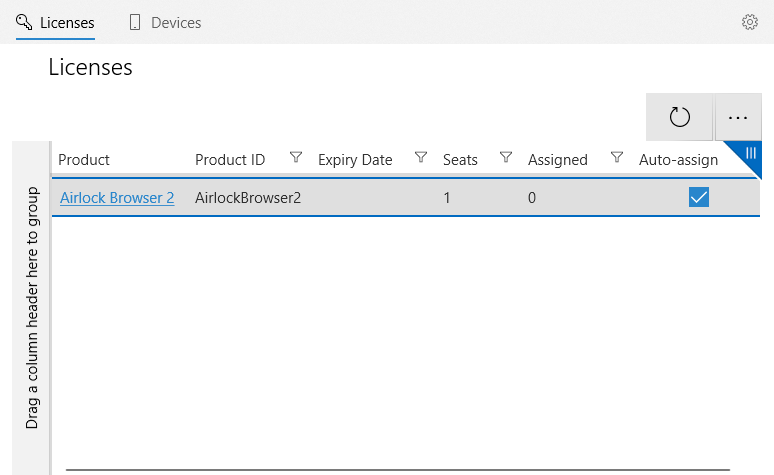 Licenses
Devices
Licenses
...
Product
Product ID
Expiry Date
Seats
Assigned
Auto-assign
Airlock Browser 2
AirlockBrowser2
1
0
Drag a column header here to group